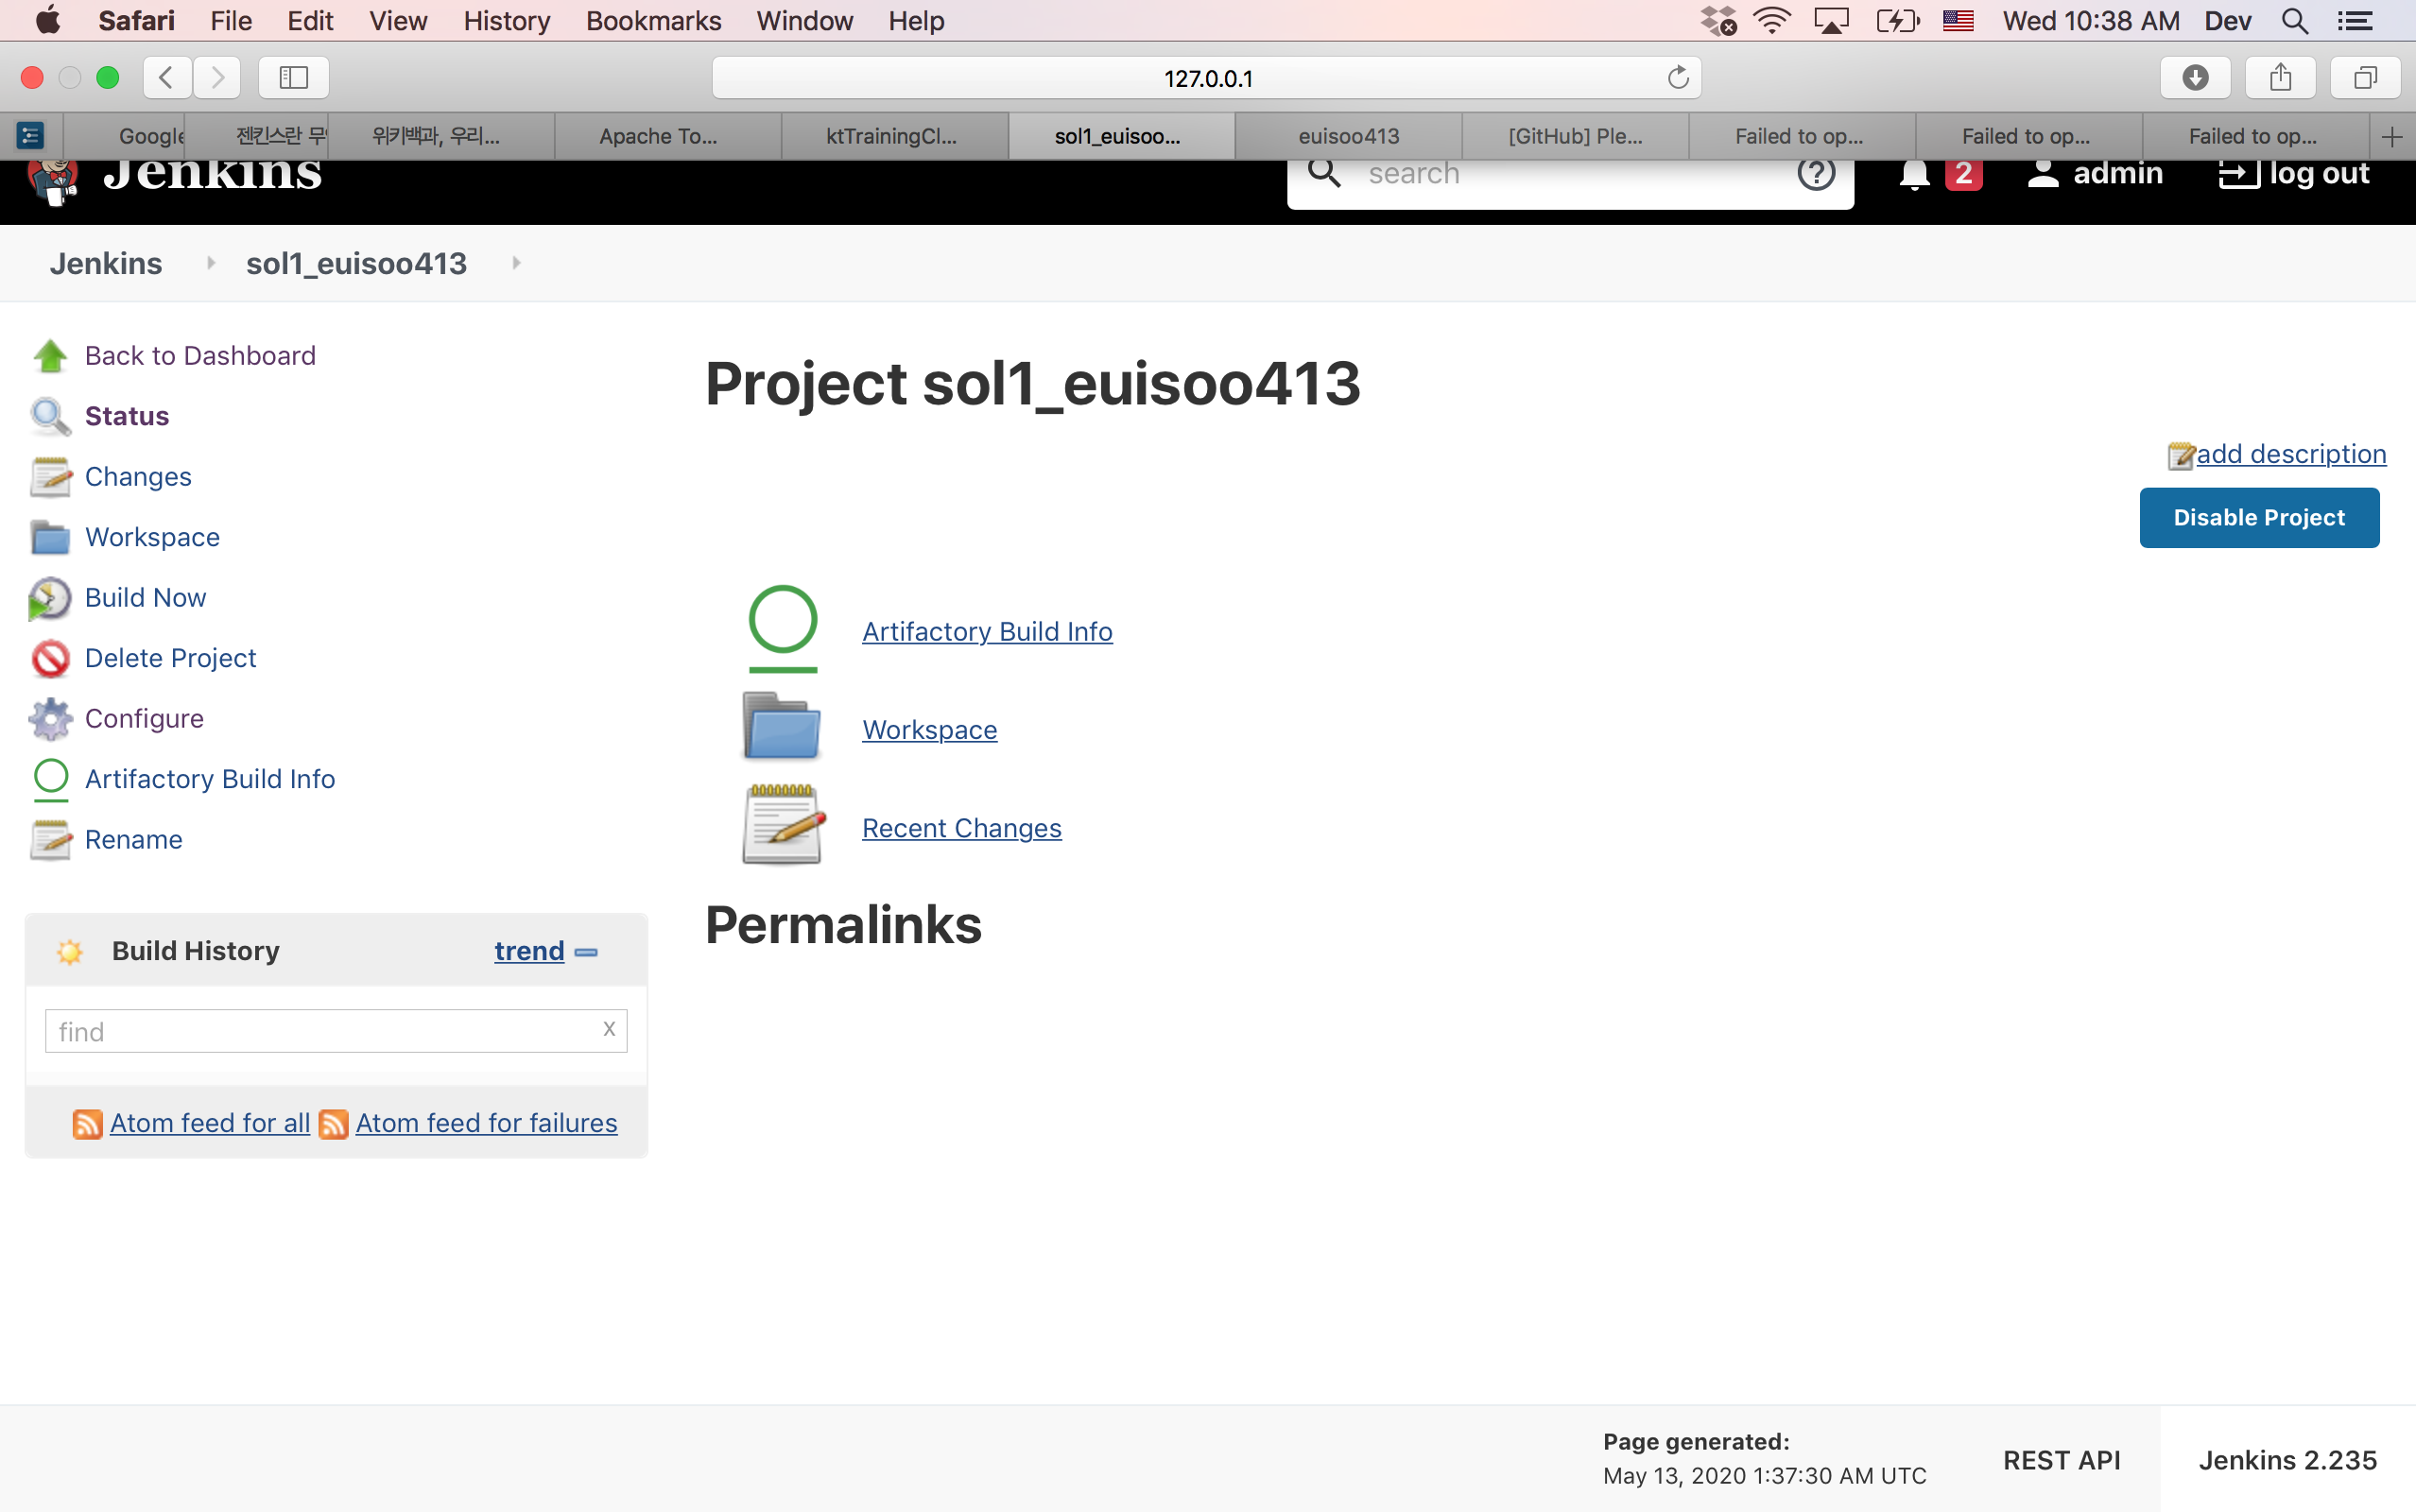 Safari File Edit View History Bookmarks Window Help Wed 10:38 AM Dev
127.0.0.1
Google 젠킨스란 무 위키백과, 우리... Apache To... ktTrainingCl... sol1_euisoo... euisoo413 [GitHub] Ple... Failed to op... Failed to op... Failed to op...
Jenkins search 2 admin log out
Jenkins sol1_euisoo413
Back to Dashboard
Status
Changes
Workspace
Build Now
Delete Project
Configure
Artifactory Build Info
Rename
Build History trend
find x
Atom feed for all Atom feed for failures
Project sol1_euisoo413
add description
Disable Project
Artifactory Build Info
Workspace
Recent Changes
Permalinks
Page generated:
May 13, 2020 1:37:30 AM UTC
REST API
Jenkins 2.235